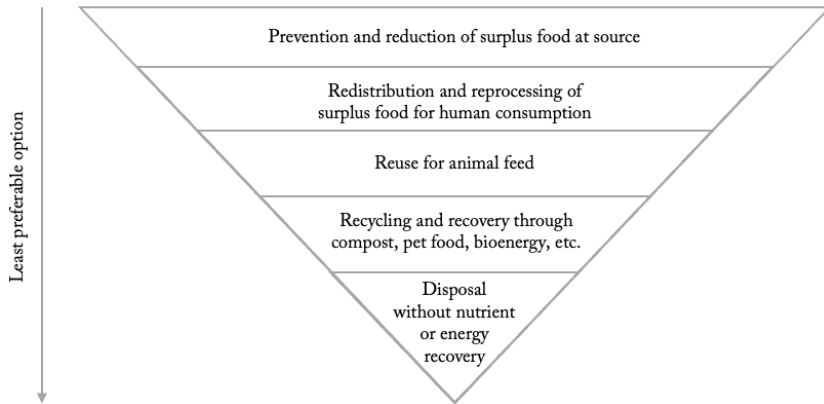 Prevention and reduction of surplus food at source
Redistribution and reprocessing of
surplus food for human consumption
Reuse for animal feed
Recycling and recovery through
compost, pet food, bioenergy, etc.
Disposal
without nutrient
or energy
recovery
Least preferable option